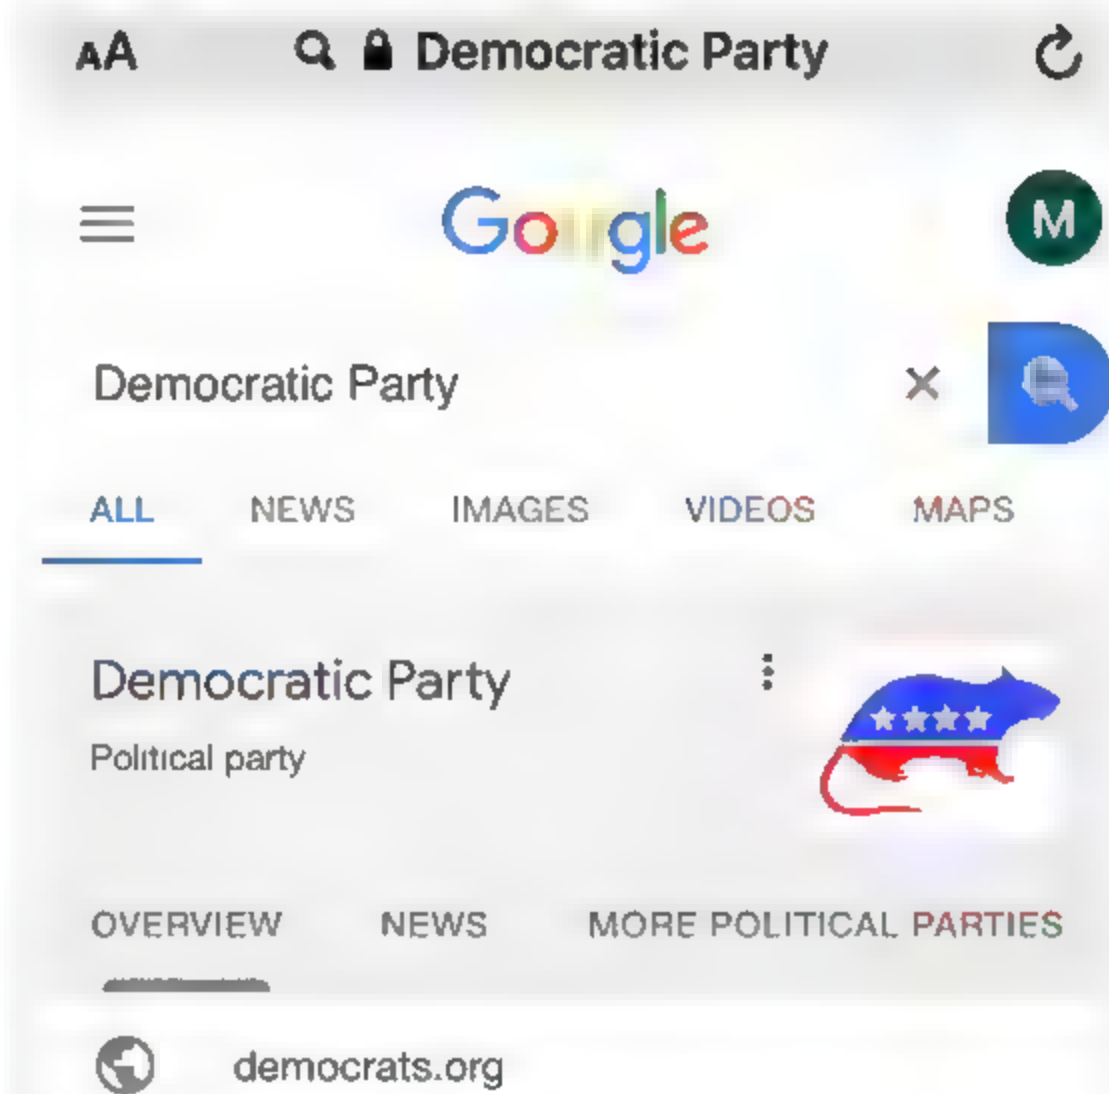 AA Democratic Party
Google M
Democratic Party ×
ALL NEWS IMAGES VIDEOS MAPS
Democratic Party
Political party
OVERVIEW NEWS MORE POLITICAL PARTIES
democrats.org